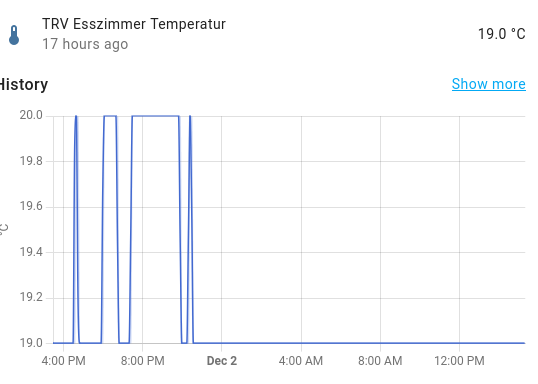 TRV Esszimmer Temperatur
17 hours ago
19.0 °C
History
Show more
°C
20.0
19.8
19.6
19.4
19.2
19.0
4:00 PM
8:00 PM
Dec 2
4:00 AM
8:00 AM
12:00 PM